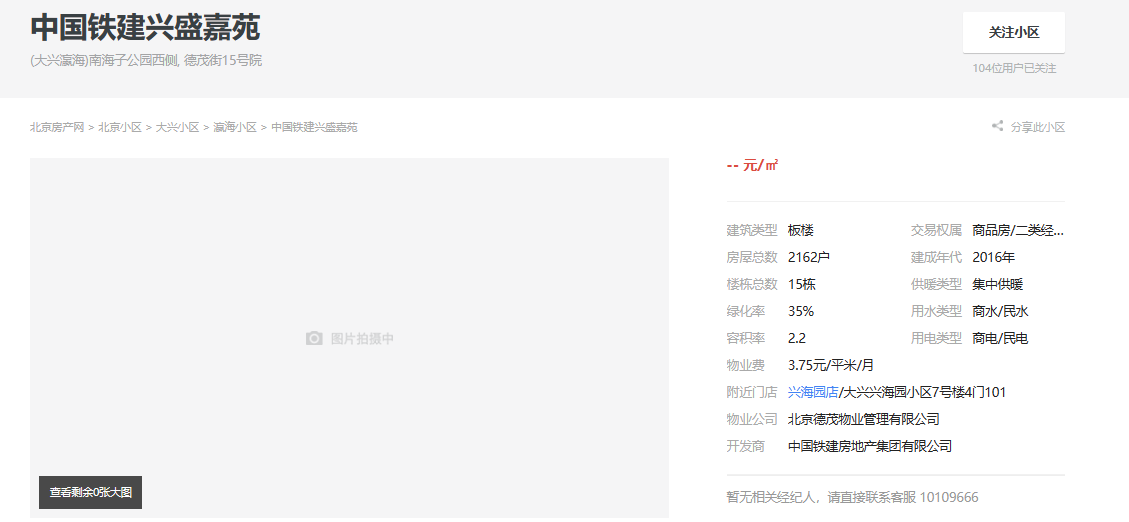 中国铁建兴盛嘉苑
(大兴瀛海)南海子公园西侧, 德茂街15号院
关注小区
104位用户已关注
北京房产网 > 北京小区 > 大兴小区 > 瀛海小区 > 中国铁建兴盛嘉苑
分享此小区
-- 元/㎡
建筑类型 板楼 交易权属 商品房/二类经...
房屋总数 2162户 建成年代 2016年
楼栋总数 15栋 供暖类型 集中供暖
绿化率 35% 用水类型 商水/民水
容积率 2.2 用电类型 商电/民电
物业费 3.75元/平米/月
附近门店 兴海园店/大兴兴海园小区7号楼4门101
物业公司 北京德茂物业管理有限公司
开发商 中国铁建房地产集团有限公司
暂无相关经纪人，请直接联系客服 10109666
图片拍摄中
查看剩余0张大图